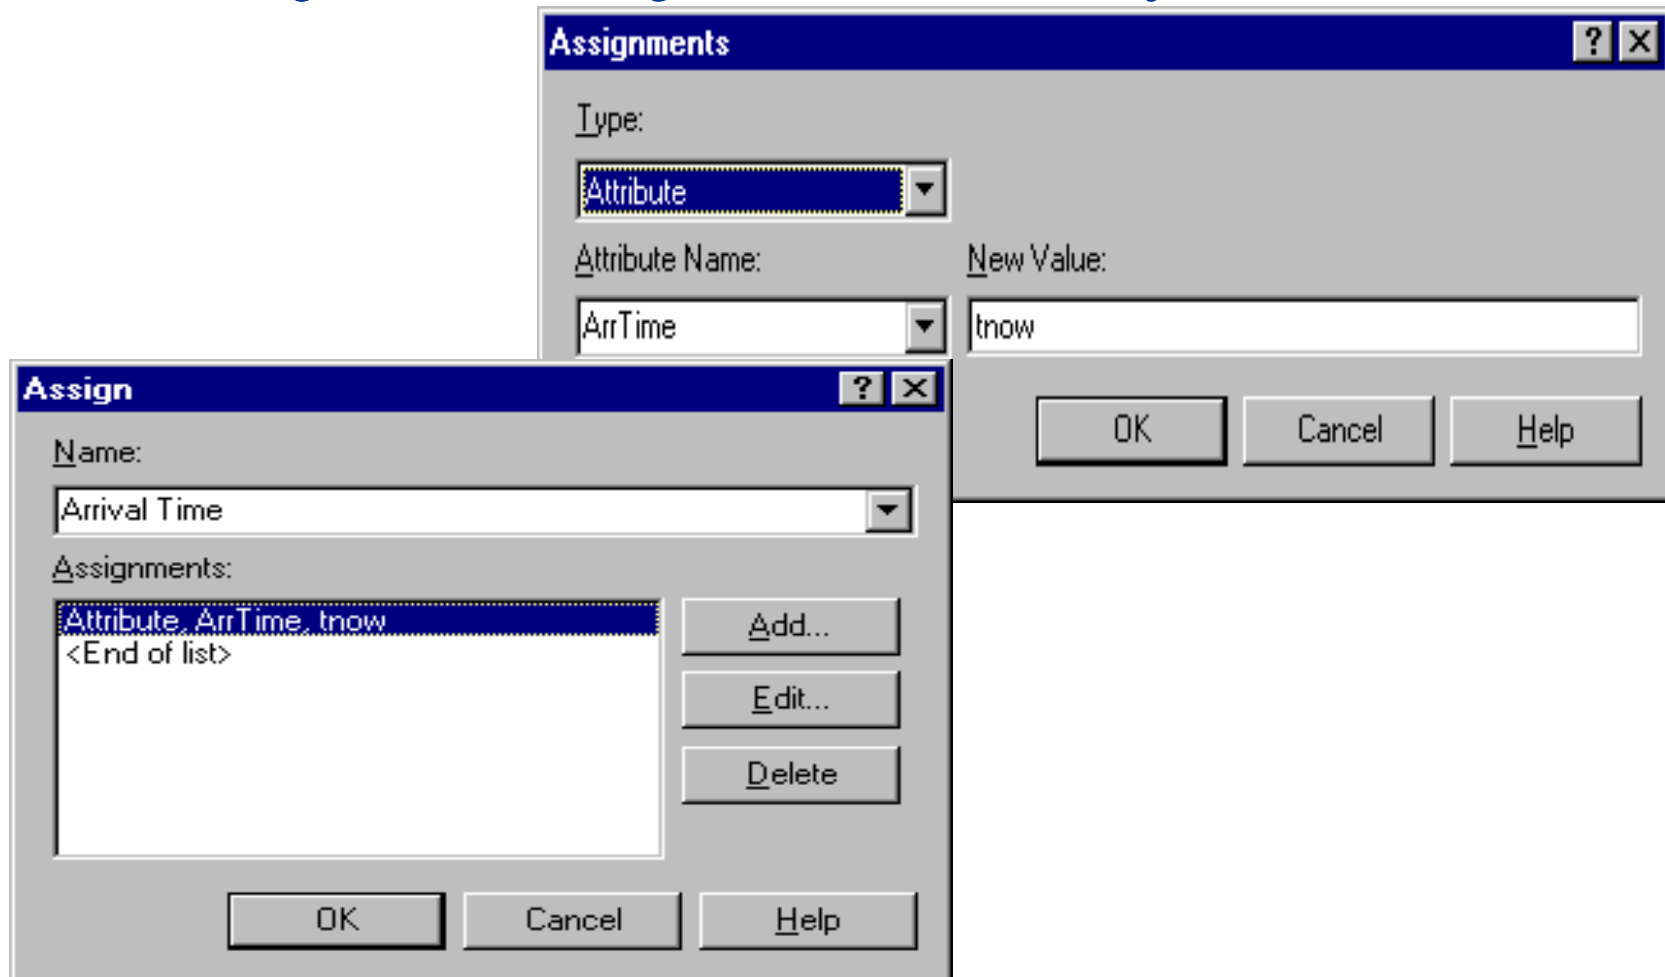 Assignments
Type:
Attribute
Attribute Name: New Value:
ArrTime tnow
OK Cancel Help
Assign
Name:
Arrival Time
Assignments:
Attribute, ArrTime, tnow
<End of list>
Add...
Edit...
Delete
OK Cancel Help